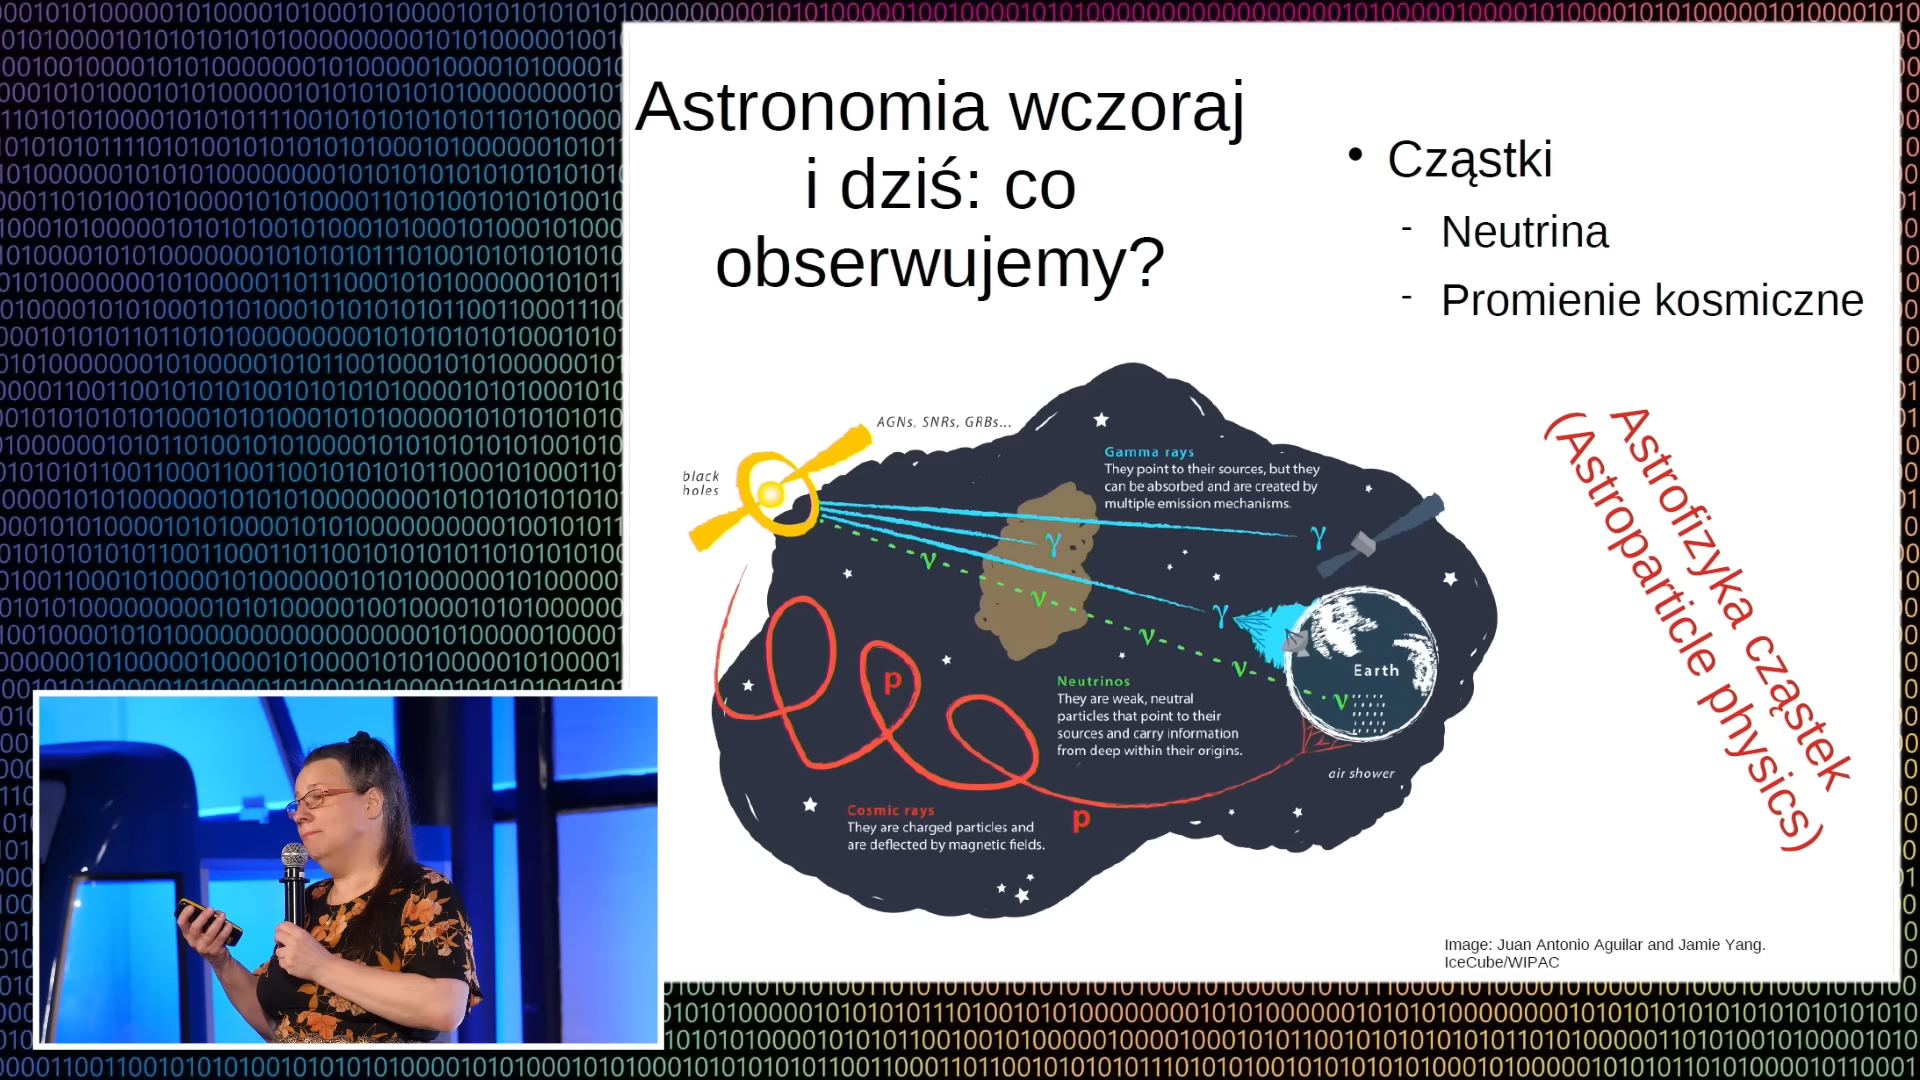 Astronomia wczoraj
i dziś: co
obserwujemy?
• Cząstki
- Neutrina
- Promienie kosmiczne
AGNs, SNRs, GRBs...
black
holes
Gamma rays
They point to their sources, but they
can be absorbed and are created by
multiple emission mechanisms.
γ
γ
γ
ν
ν
ν
ν
ν
Earth
p
p
Neutrinos
They are weak, neutral
particles that point to their
sources and carry information
from deep within their origins.
air shower
Cosmic rays
They are charged particles and
are deflected by magnetic fields.
Astrofizyka cząstek
(Astroparticle physics)
Image: Juan Antonio Aguilar and Jamie Yang.
IceCube/WIPAC